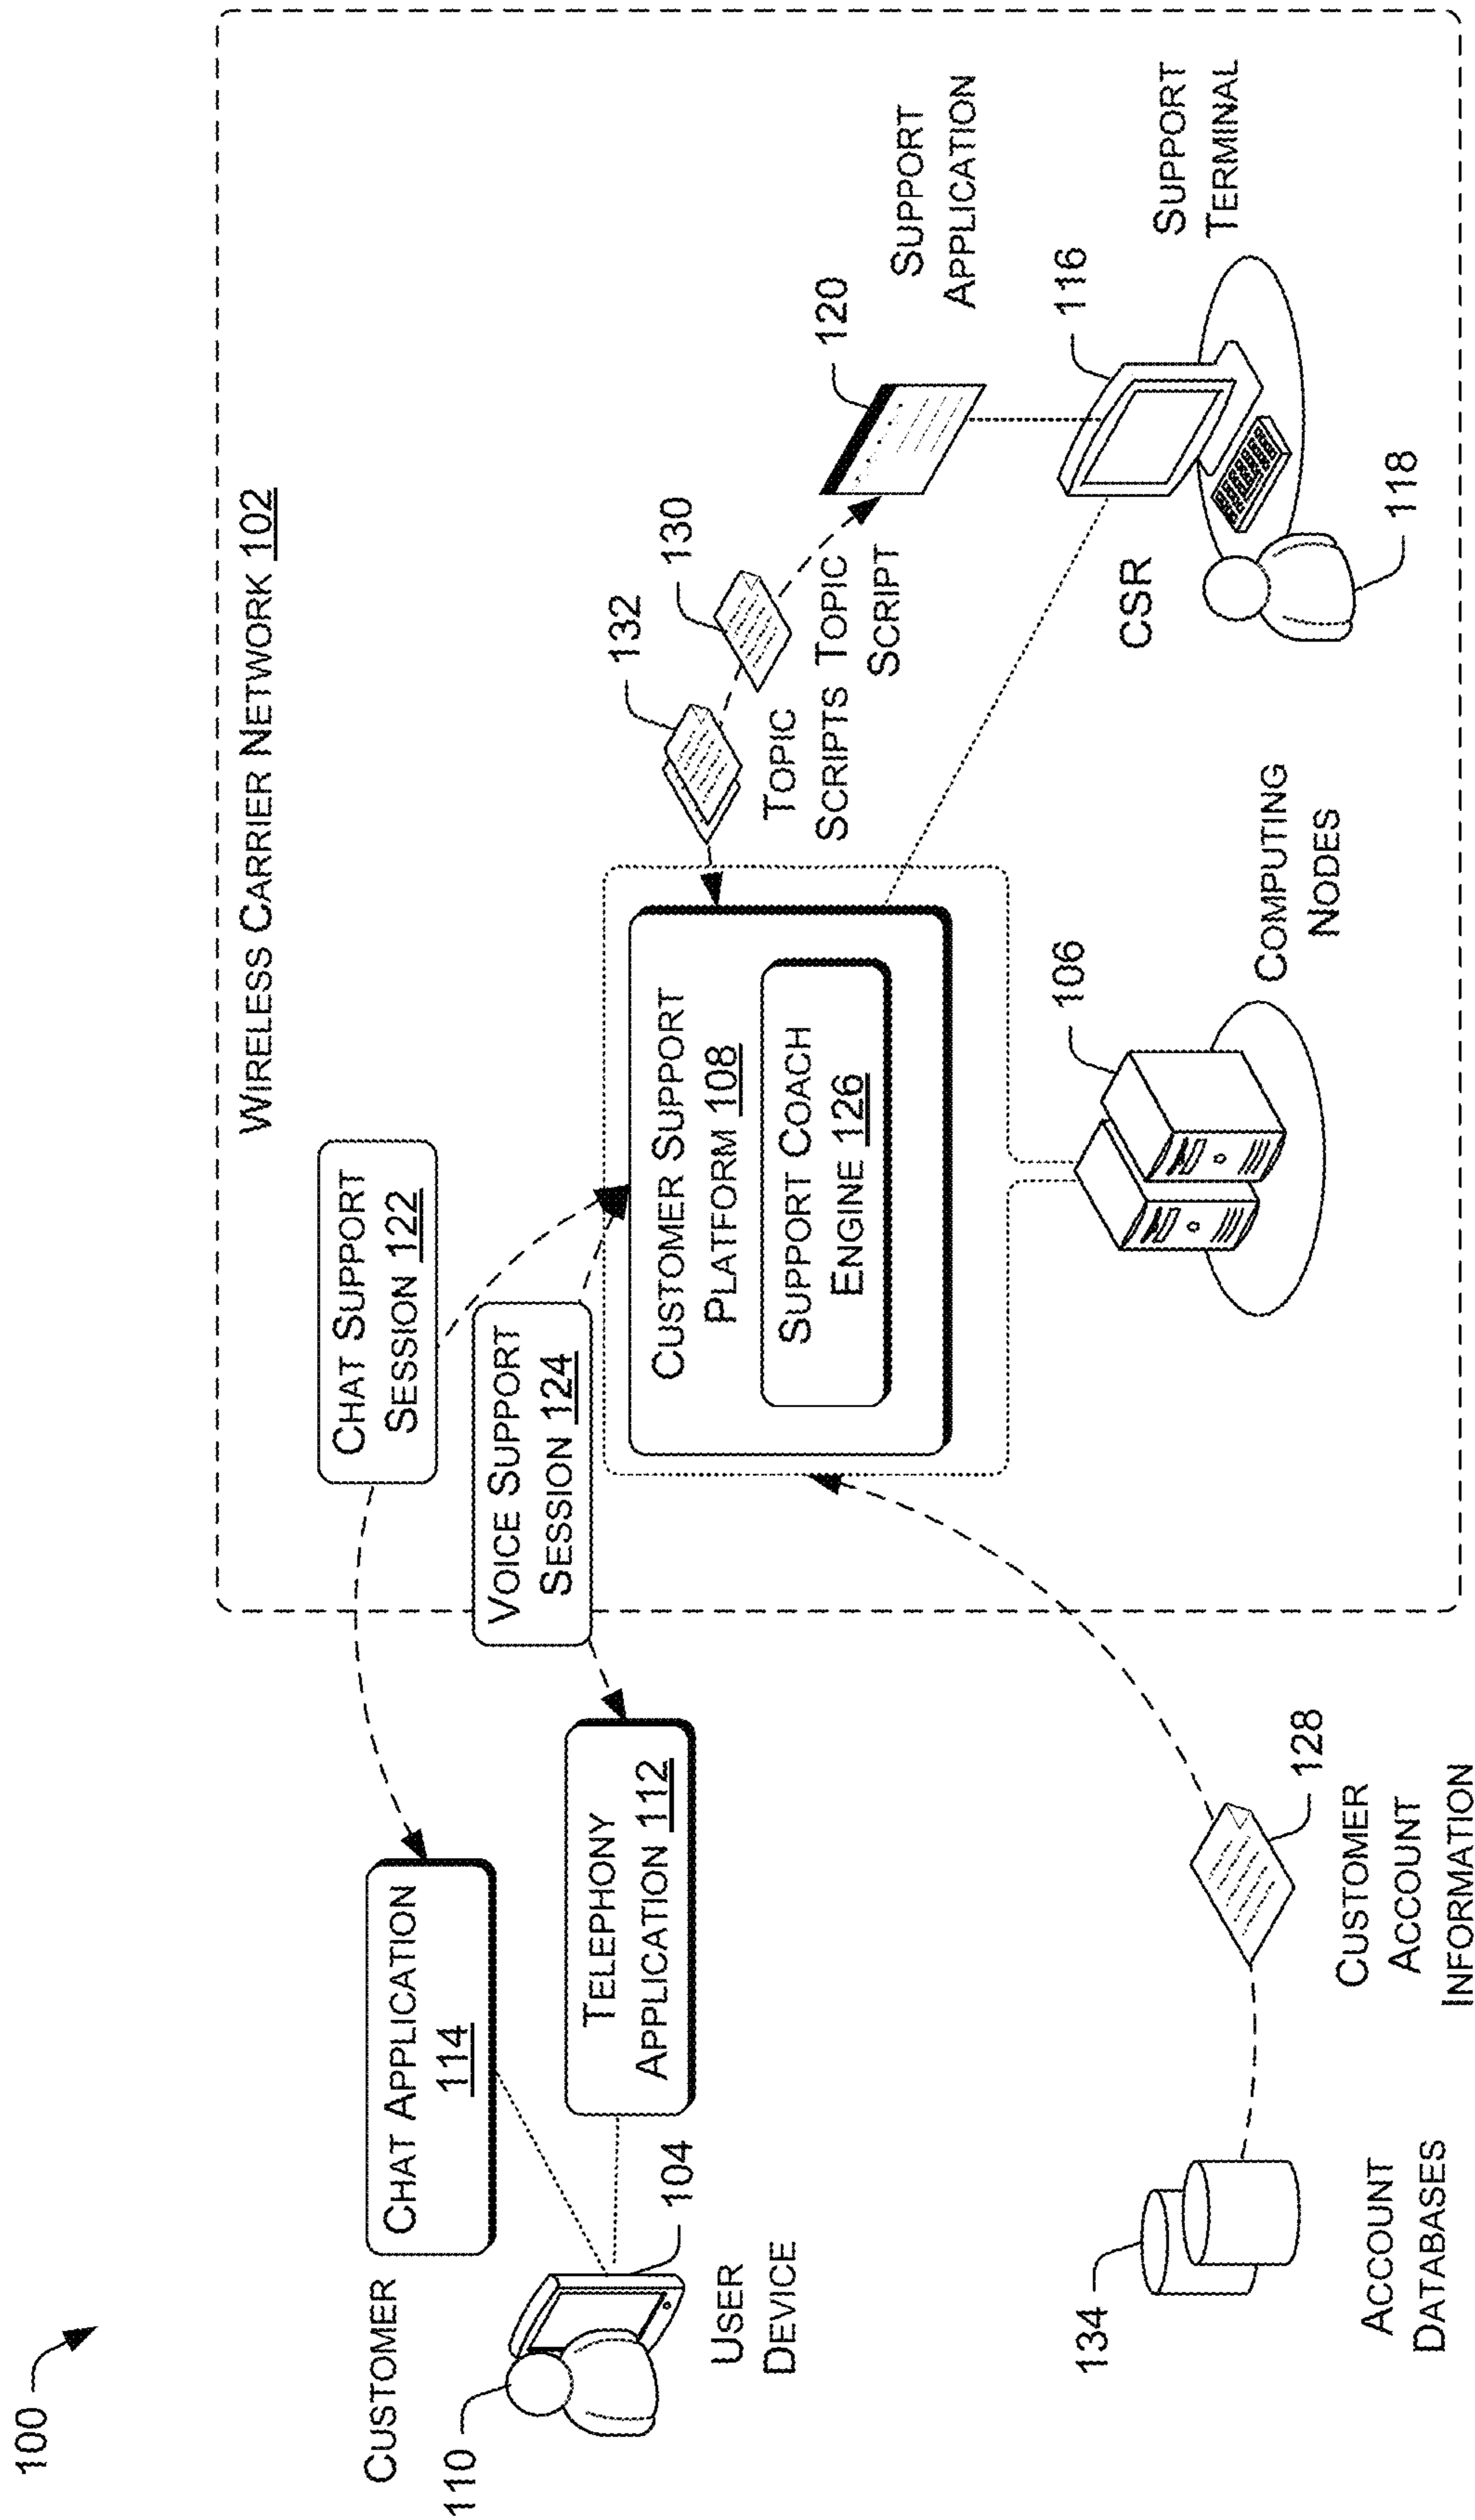 100
WIRELESS CARRIER NETWORK 102
CHAT SUPPORT
SESSION 122
VOICE SUPPORT
SESSION 124
CUSTOMER
110
CHAT APPLICATION
114
TELEPHONY
APPLICATION 112
104
USER
DEVICE
CUSTOMER SUPPORT
PLATFORM 108
SUPPORT COACH
ENGINE 126
132
TOPIC
SCRIPTS
130
TOPIC
SCRIPT
120
SUPPORT
APPLICATION
116
SUPPORT
TERMINAL
CSR
118
106
COMPUTING
NODES
134
ACCOUNT
DATABASES
128
CUSTOMER
ACCOUNT
INFORMATION